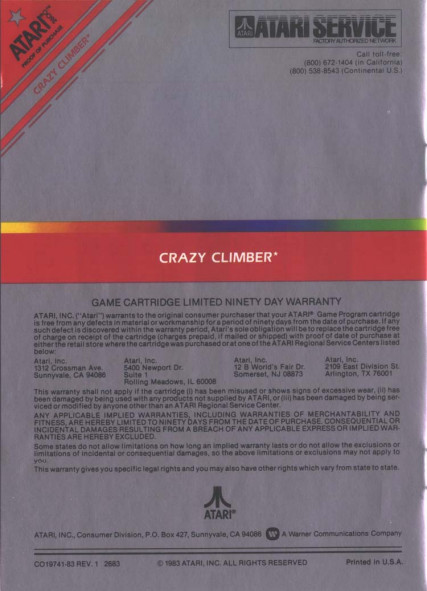 ATARI®
PROOF OF PURCHASE
CRAZY CLIMBER*
ATARI
ATARI SERVICE
FACTORY AUTHORIZED NETWORK
Call toll-free:
(800) 672-1404 (in California)
(800) 538-8543 (Continental U.S.)
CRAZY CLIMBER*
GAME CARTRIDGE LIMITED NINETY DAY WARRANTY
ATARI, INC. ("Atari") warrants to the original consumer purchaser that your ATARI® Game Program cartridge
is free from any defects in material or workmanship for a period of ninety days from the date of purchase. If any
such defect is discovered within the warranty period, Atari's sole obligation will be to replace the cartridge free
of charge on receipt of the cartridge (charges prepaid, if mailed or shipped) with proof of date of purchase at
either the retail store where the cartridge was purchased or at one of the ATARI Regional Service Centers listed
below:
Atari, Inc. Atari, Inc. Atari, Inc. Atari, Inc.
1312 Crossman Ave. 5400 Newport Dr. 12 B World's Fair Dr. 2109 East Division St.
Sunnyvale, CA 94086 Suite 1 Somerset, NJ 08873 Arlington, TX 76001
Rolling Meadows, IL 60008
This warranty shall not apply if the cartridge (i) has been misused or shows signs of excessive wear, (ii) has
been damaged by being used with any products not supplied by ATARI, or (iii) has been damaged by being ser-
viced or modified by anyone other than an ATARI Regional Service Center.
ANY APPLICABLE IMPLIED WARRANTIES, INCLUDING WARRANTIES OF MERCHANTABILITY AND
FITNESS, ARE HEREBY LIMITED TO NINETY DAYS FROM THE DATE OF PURCHASE. CONSEQUENTIAL OR
INCIDENTAL DAMAGES RESULTING FROM A BREACH OF ANY APPLICABLE EXPRESS OR IMPLIED WAR-
RANTIES ARE HEREBY EXCLUDED.
Some states do not allow limitations on how long an implied warranty lasts or do not allow the exclusions or
limitations of incidental or consequential damages, so the above limitations or exclusions may not apply to
you.
This warranty gives you specific legal rights and you may also have other rights which vary from state to state.
ATARI®
ATARI, INC., Consumer Division, P.O. Box 427, Sunnyvale, CA 94086 A Warner Communications Company
CO19741-83 REV. 1 2683 © 1983 ATARI, INC. ALL RIGHTS RESERVED Printed in U.S.A.